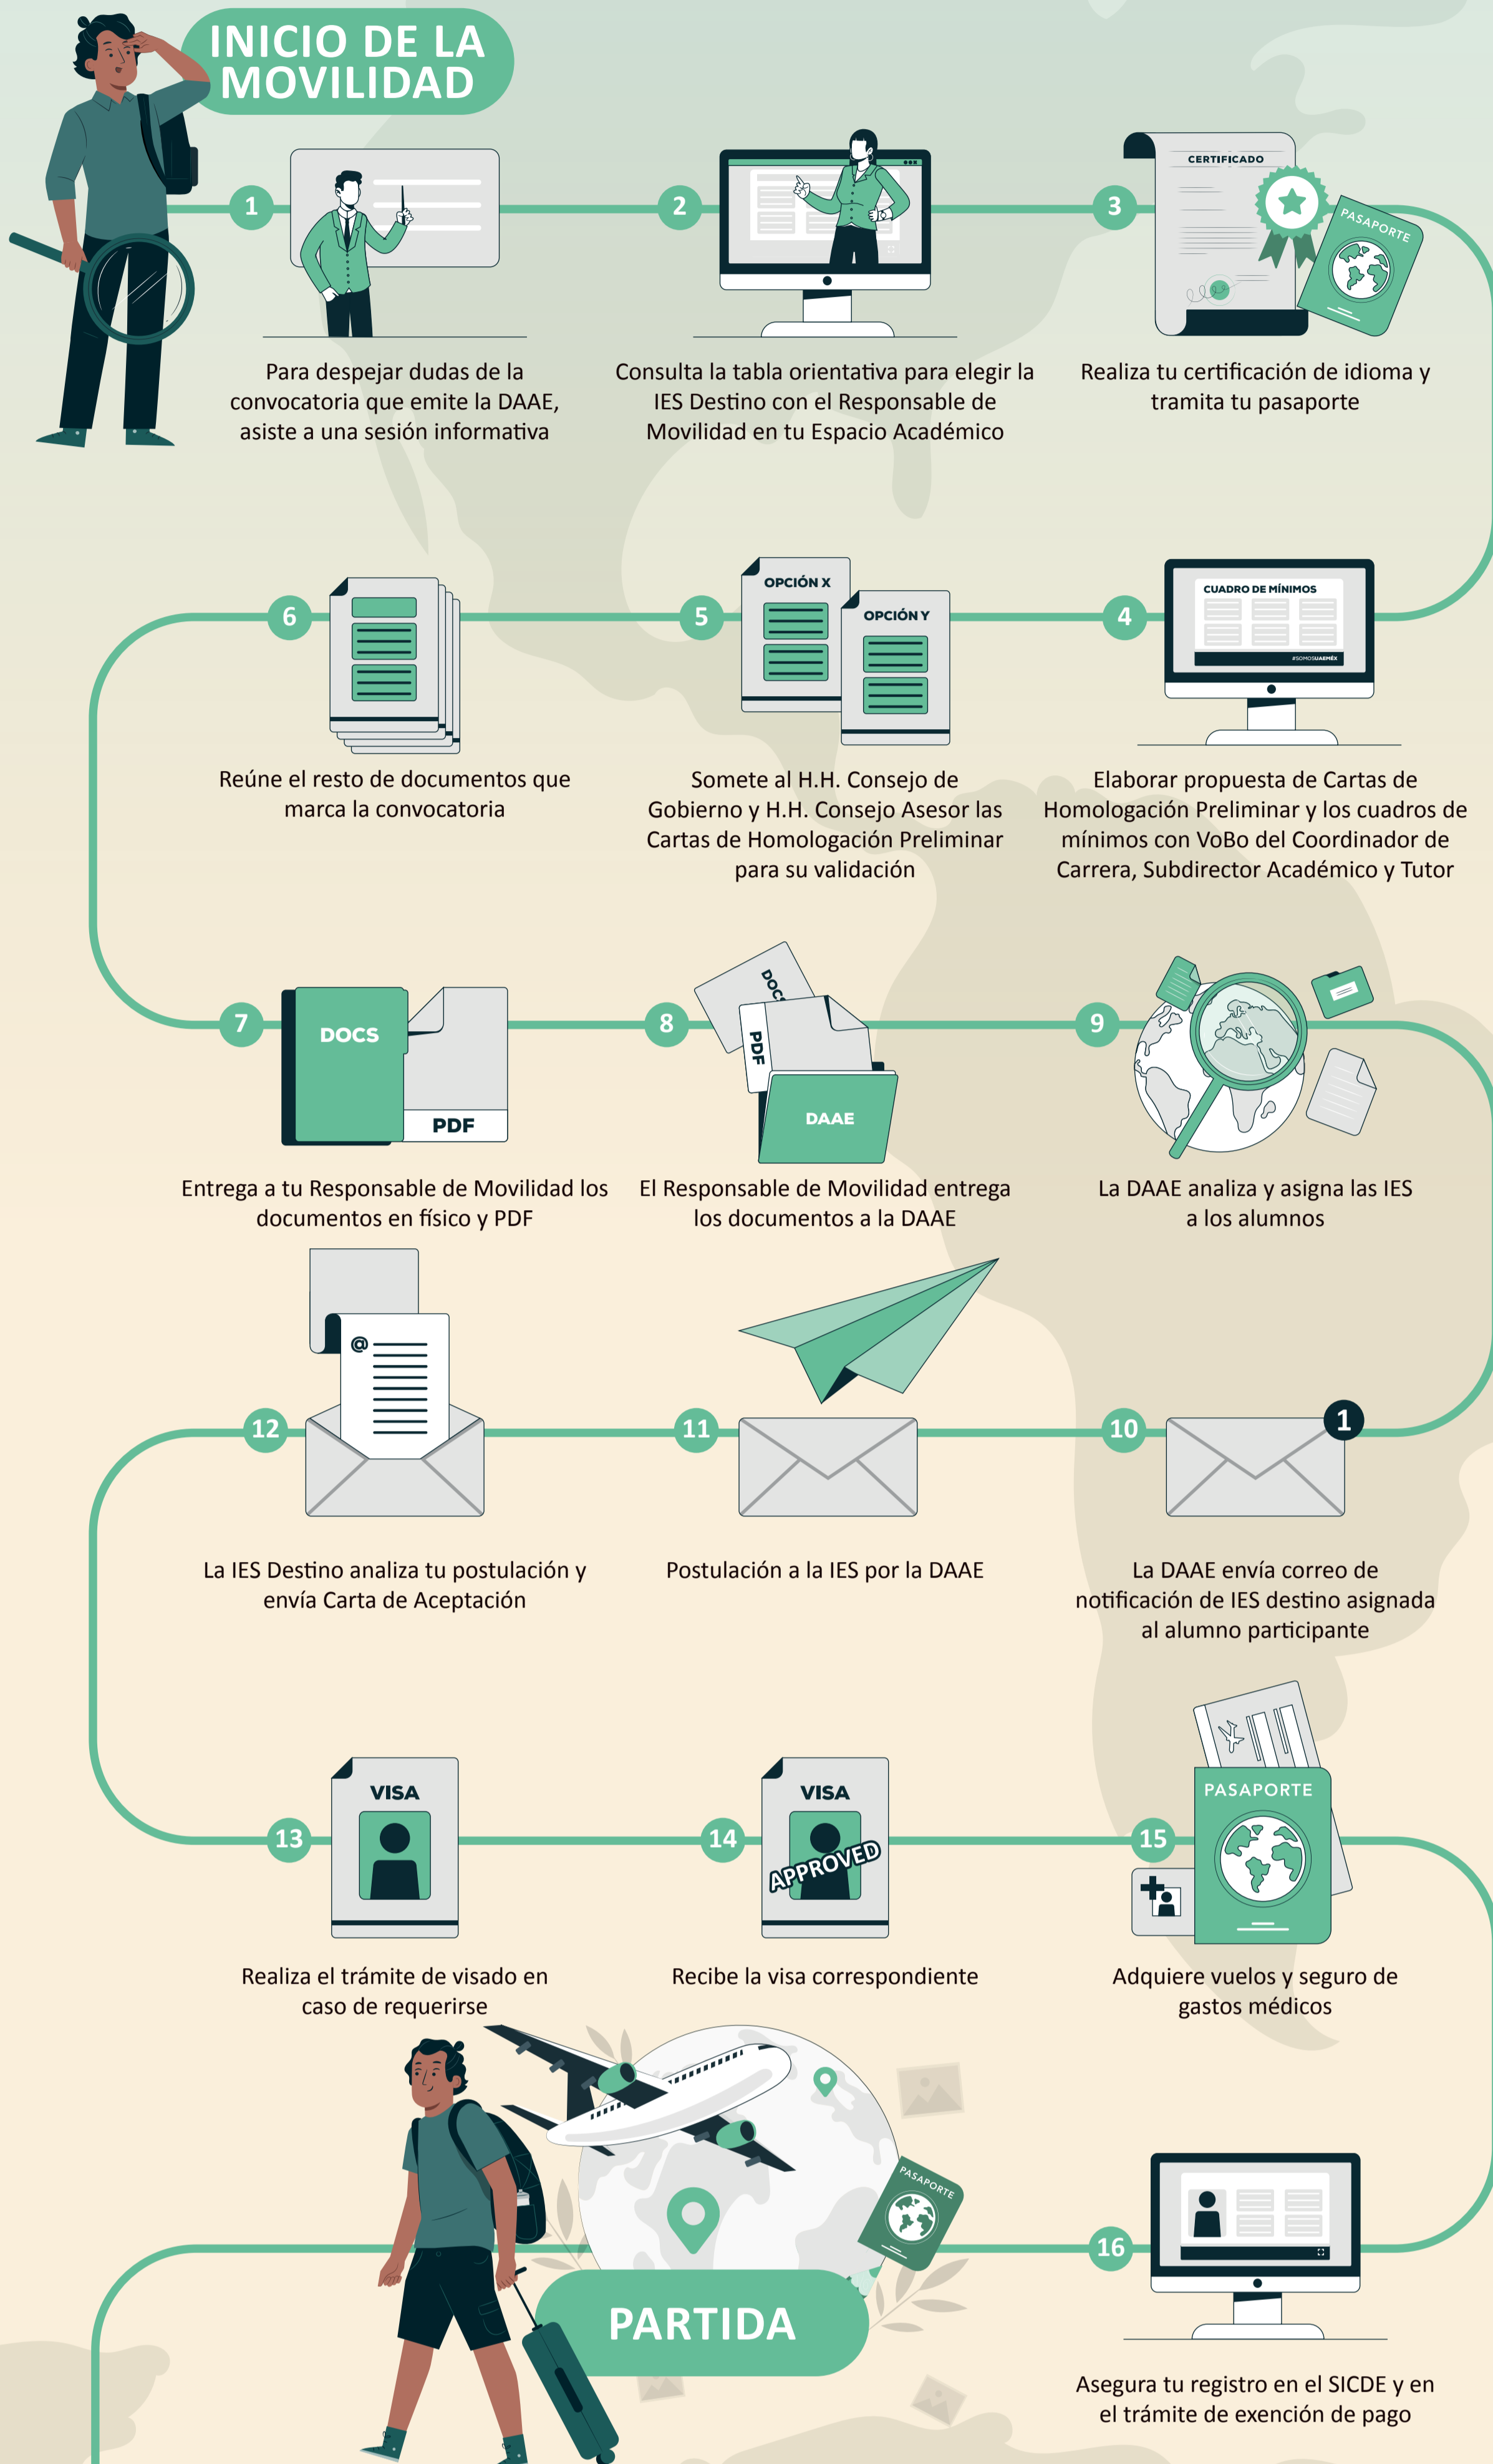 INICIO DE LA
MOVILIDAD
1
Para despejar dudas de la
convocatoria que emite la DAAE,
asiste a una sesión informativa
2
Consulta la tabla orientativa para elegir la
IES Destino con el Responsable de
Movilidad en tu Espacio Académico
3
CERTIFICADO
PASAPORTE
Realiza tu certificación de idioma y
tramita tu pasaporte
4
CUADRO DE MÍNIMOS
#SOMOSUAEMÉX
Elaborar propuesta de Cartas de
Homologación Preliminar y los cuadros de
mínimos con VoBo del Coordinador de
Carrera, Subdirector Académico y Tutor
5
OPCIÓN X
OPCIÓN Y
Somete al H.H. Consejo de
Gobierno y H.H. Consejo Asesor las
Cartas de Homologación Preliminar
para su validación
6
Reúne el resto de documentos que
marca la convocatoria
7
DOCS
PDF
Entrega a tu Responsable de Movilidad los
documentos en físico y PDF
8
DOCS
PDF
DAAE
El Responsable de Movilidad entrega
los documentos a la DAAE
9
La DAAE analiza y asigna las IES
a los alumnos
10
1
La DAAE envía correo de
notificación de IES destino asignada
al alumno participante
11
Postulación a la IES por la DAAE
12
@
La IES Destino analiza tu postulación y
envía Carta de Aceptación
13
VISA
Realiza el trámite de visado en
caso de requerirse
14
VISA
APPROVED
Recibe la visa correspondiente
15
PASAPORTE
Adquiere vuelos y seguro de
gastos médicos
16
Asegura tu registro en el SICDE y en
el trámite de exención de pago
PASAPORTE
PARTIDA